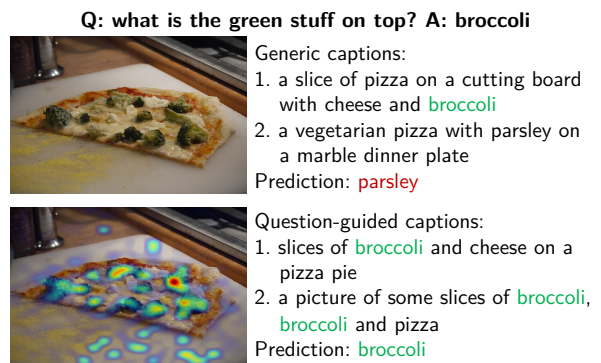 Q: what is the green stuff on top? A: broccoli
Generic captions:
1. a slice of pizza on a cutting board
with cheese and broccoli
2. a vegetarian pizza with parsley on
a marble dinner plate
Prediction: parsley
Question-guided captions:
1. slices of broccoli and cheese on a
pizza pie
2. a picture of some slices of broccoli,
broccoli and pizza
Prediction: broccoli